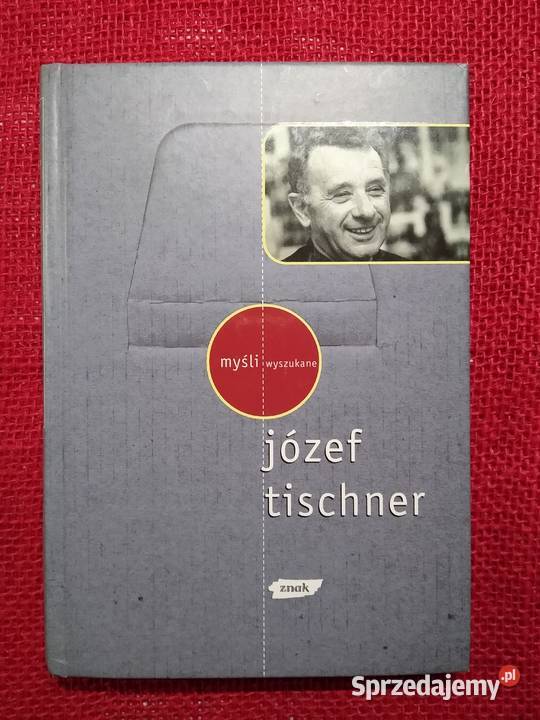 myśli wyszukane
józef
tischner
znak
Sprzedajemy.pl